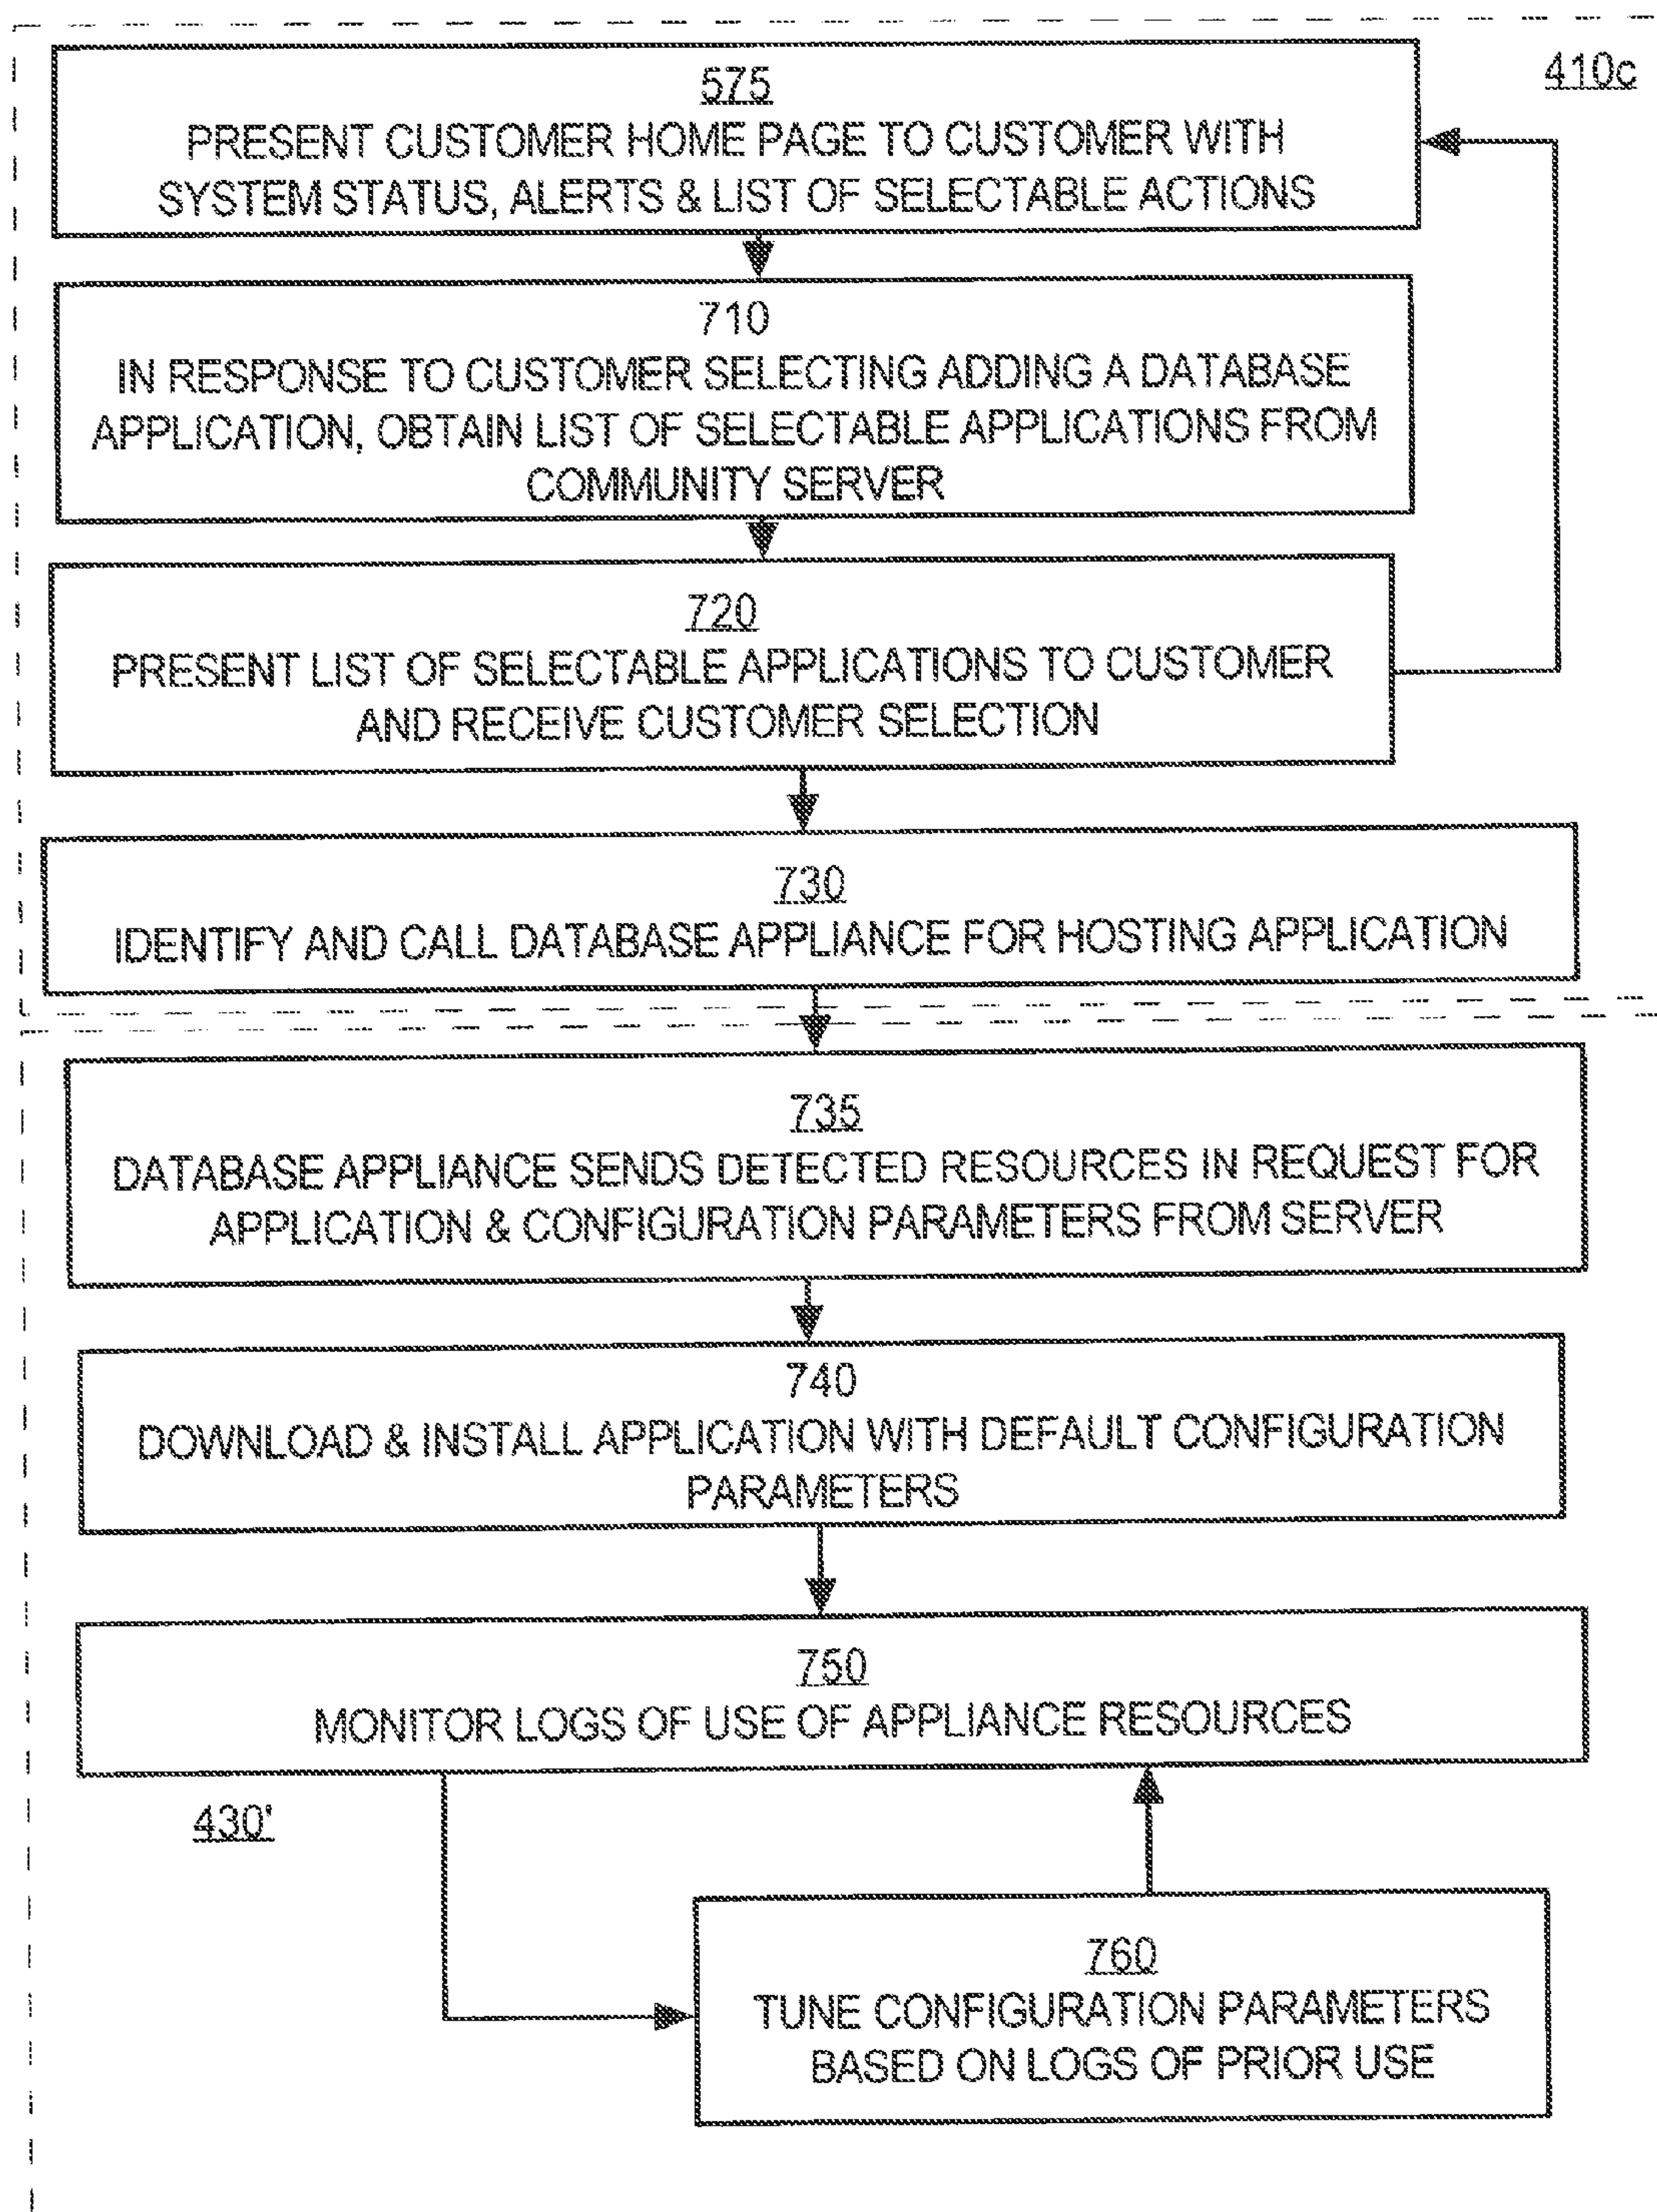 410c
575
PRESENT CUSTOMER HOME PAGE TO CUSTOMER WITH
SYSTEM STATUS, ALERTS & LIST OF SELECTABLE ACTIONS
710
IN RESPONSE TO CUSTOMER SELECTING ADDING A DATABASE
APPLICATION, OBTAIN LIST OF SELECTABLE APPLICATIONS FROM
COMMUNITY SERVER
720
PRESENT LIST OF SELECTABLE APPLICATIONS TO CUSTOMER
AND RECEIVE CUSTOMER SELECTION
730
IDENTIFY AND CALL DATABASE APPLIANCE FOR HOSTING APPLICATION
735
DATABASE APPLIANCE SENDS DETECTED RESOURCES IN REQUEST FOR
APPLICATION & CONFIGURATION PARAMETERS FROM SERVER
740
DOWNLOAD & INSTALL APPLICATION WITH DEFAULT CONFIGURATION
PARAMETERS
750
MONITOR LOGS OF USE OF APPLIANCE RESOURCES
430'
760
TUNE CONFIGURATION PARAMETERS
BASED ON LOGS OF PRIOR USE